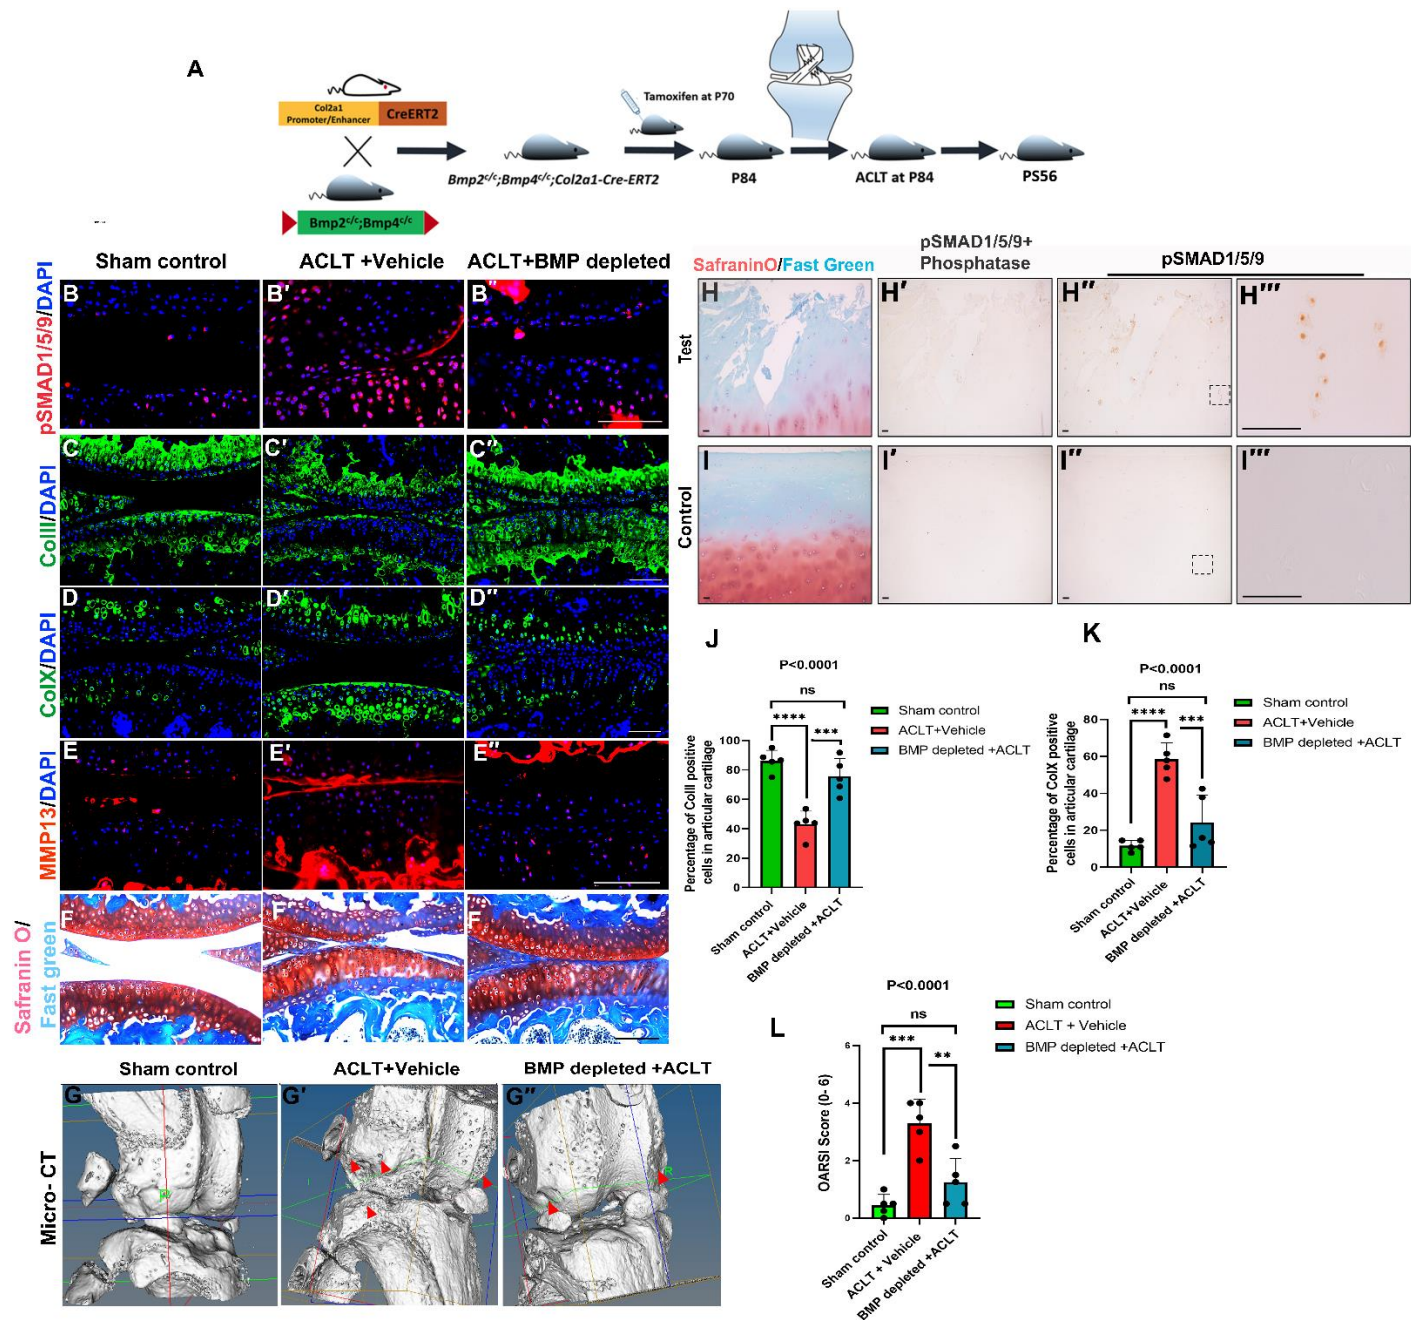 A
Col2a1
Promoter/Enhancer
CreERT2
Bmp2c/c;Bmp4c/c
Bmp2c/c;Bmp4c/c;Col2a1-Cre-ERT2
Tamoxifen at P70
P84
ACLT at P84
PS56
Sham control
ACLT +Vehicle
ACLT+BMP depleted
pSMAD1/5/9/DAPI
B
B′
B″
ColII/DAPI
C
C′
C″
ColX/DAPI
D
D′
D″
MMP13/DAPI
E
E′
E″
Safranin O/
Fast green
F
F′
F″
Sham control
ACLT+Vehicle
BMP depleted +ACLT
Micro- CT
G
G′
G″
R
SafraninO/Fast Green
pSMAD1/5/9+
Phosphatase
pSMAD1/5/9
Test
H
H′
H″
H‴
Control
I
I′
I″
I‴
J
P<0.0001
ns
****
***
Sham control
ACLT+Vehicle
BMP depleted +ACLT
Percentage of ColII positive
cells in articular cartilage
100
80
60
40
20
0
Sham control
ACLT+Vehicle
BMP depleted +ACLT
K
P<0.0001
ns
****
***
Sham control
ACLT+Vehicle
BMP depleted +ACLT
Percentage of ColX positive
cells in articular cartilage
80
60
40
20
0
Sham control
ACLT+Vehicle
BMP depleted +ACLT
L
P<0.0001
ns
***
**
Sham control
ACLT + Vehicle
BMP depleted +ACLT
OARSI Score (0- 6)
6
4
2
0
Sham control
ACLT + Vehicle
BMP depleted +ACLT